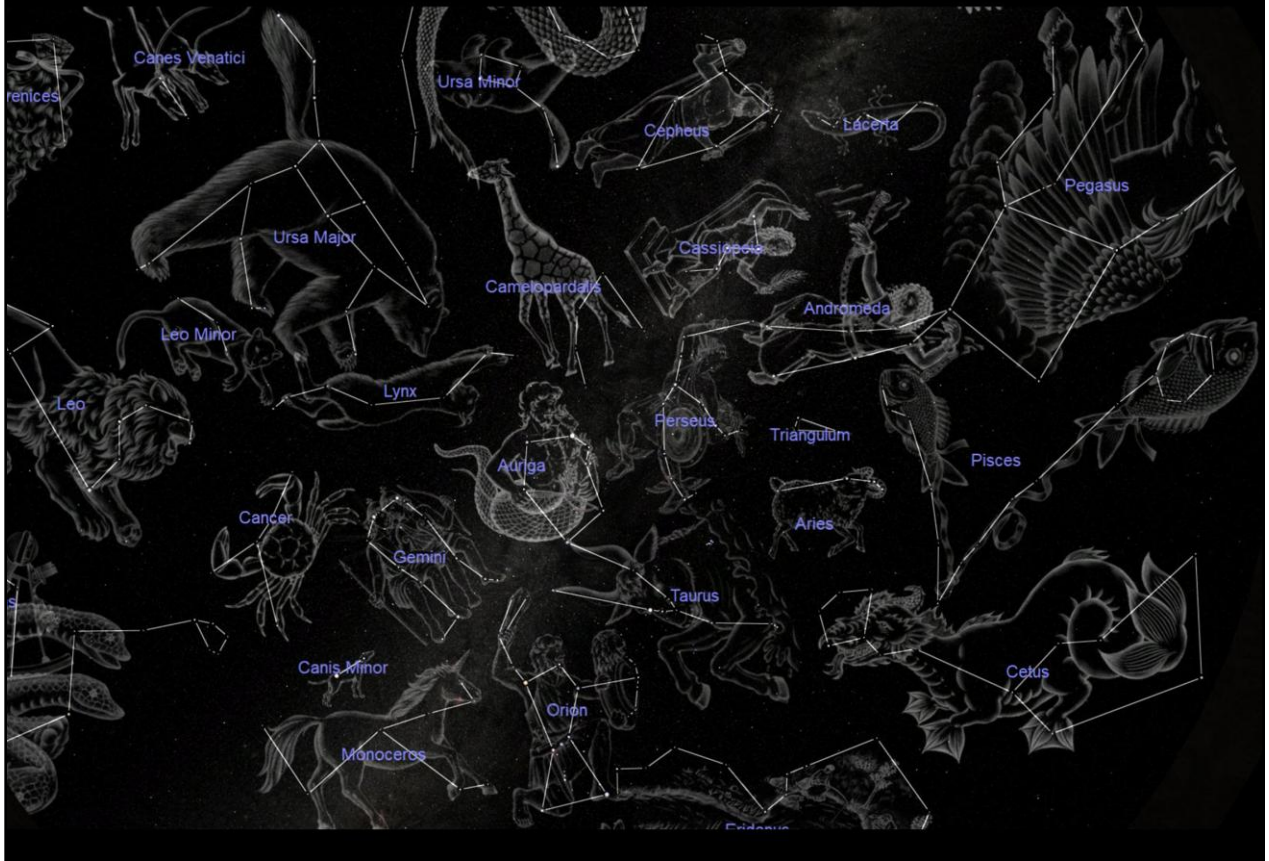 Canes Venatici
Ursa Minor
renices
Cepheus
Lacerta
Pegasus
Ursa Major
Cassiopeia
Camelopardalis
Andromeda
Leo Minor
Lynx
Leo
Perseus
Triangulum
Auriga
Pisces
Cancer
Aries
Gemini
Taurus
s
Canis Minor
Cetus
Orion
Monoceros
Eridanus